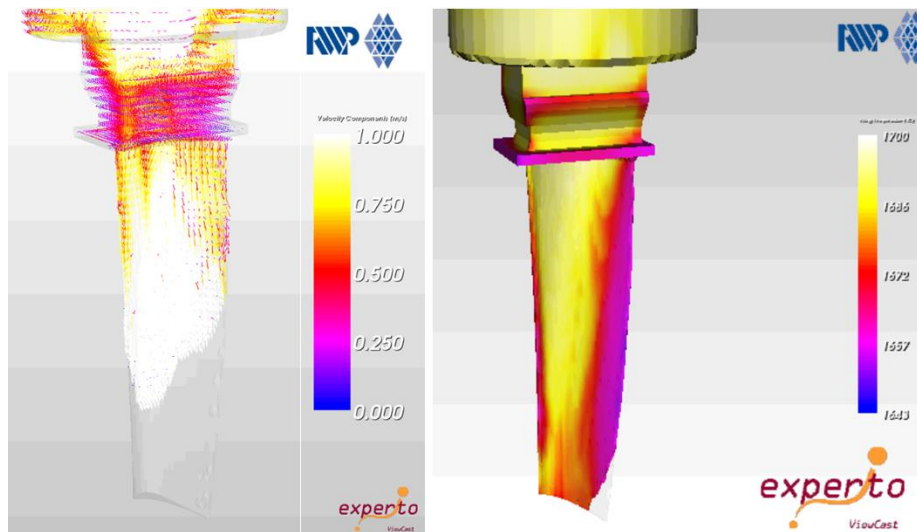 RWP
Velocity Components (m/s)
1.000
0.750
0.500
0.250
0.000
experto
ViewCast
RWP
1700
1686
1672
1657
1643
experto
ViewCast